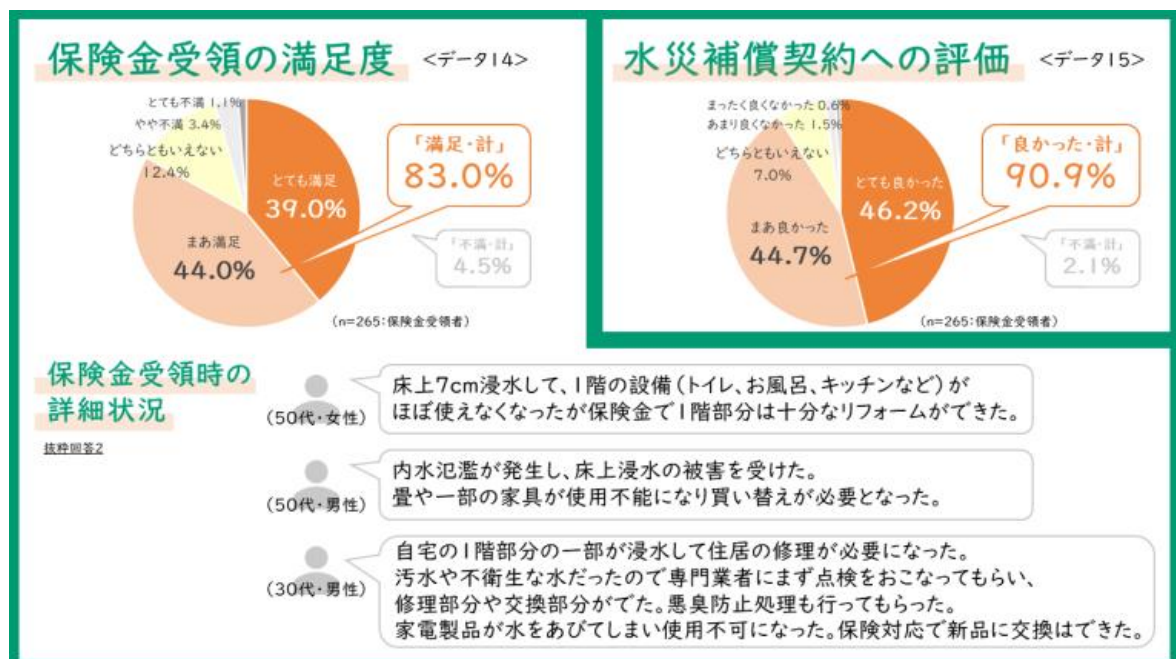 保険金受領の満足度 <データ14>
とても不満 1.1%
やや不満 3.4%
どちらともいえない
12.4%
とても満足
39.0%
まあ満足
44.0%
「満足・計」
83.0%
「不満・計」
4.5%
(n=265:保険金受領者)
水災補償契約への評価 <データ15>
まったく良くなかった 0.6%
あまり良くなかった 1.5%
どちらともいえない
7.0%
とても良かった
46.2%
まあ良かった
44.7%
「良かった・計」
90.9%
「不満・計」
2.1%
(n=265:保険金受領者)
保険金受領時の
詳細状況
抜粋回答2
(50代・女性)
床上7cm浸水して、1階の設備(トイレ、お風呂、キッチンなど)が
ほぼ使えなくなったが保険金で1階部分は十分なリフォームができた。
(50代・男性)
内水氾濫が発生し、床上浸水の被害を受けた。
畳や一部の家具が使用不能になり買い替えが必要となった。
(30代・男性)
自宅の1階部分の一部が浸水して住居の修理が必要になった。
汚水や不衛生な水だったので専門業者にまず点検をおこなってもらい、
修理部分や交換部分がでた。悪臭防止処理も行ってもらった。
家電製品が水をあびてしまい使用不可になった。保険対応で新品に交換はできた。